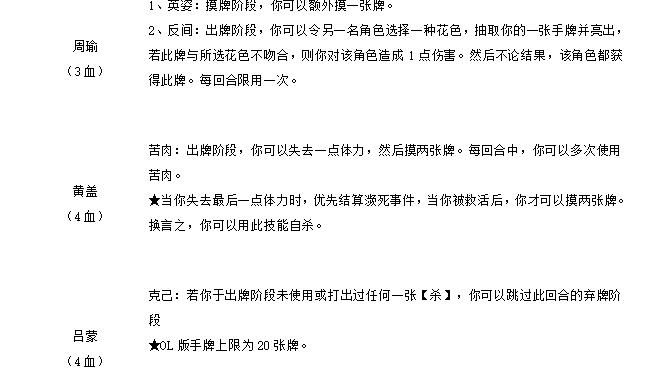 1、英姿：摸牌阶段，你可以额外摸一张牌。
2、反间：出牌阶段，你可以令另一名角色选择一种花色，抽取你的一张手牌并亮出，
若此牌与所选花色不吻合，则你对该角色造成 1 点伤害。然后不论结果，该角色都获
得此牌。每回合限用一次。
周瑜
（3 血）
苦肉：出牌阶段，你可以失去一点体力，然后摸两张牌。每回合中，你可以多次使用
苦肉。
★当你失去最后一点体力时，优先结算濒死事件，当你被救活后，你才可以摸两张牌。
换言之，你可以用此技能自杀。
黄盖
（4 血）
克己：若你于出牌阶段未使用或打出过任何一张【杀】，你可以跳过此回合的弃牌阶
段
★OL 版手牌上限为 20 张牌。
吕蒙
（4 血）